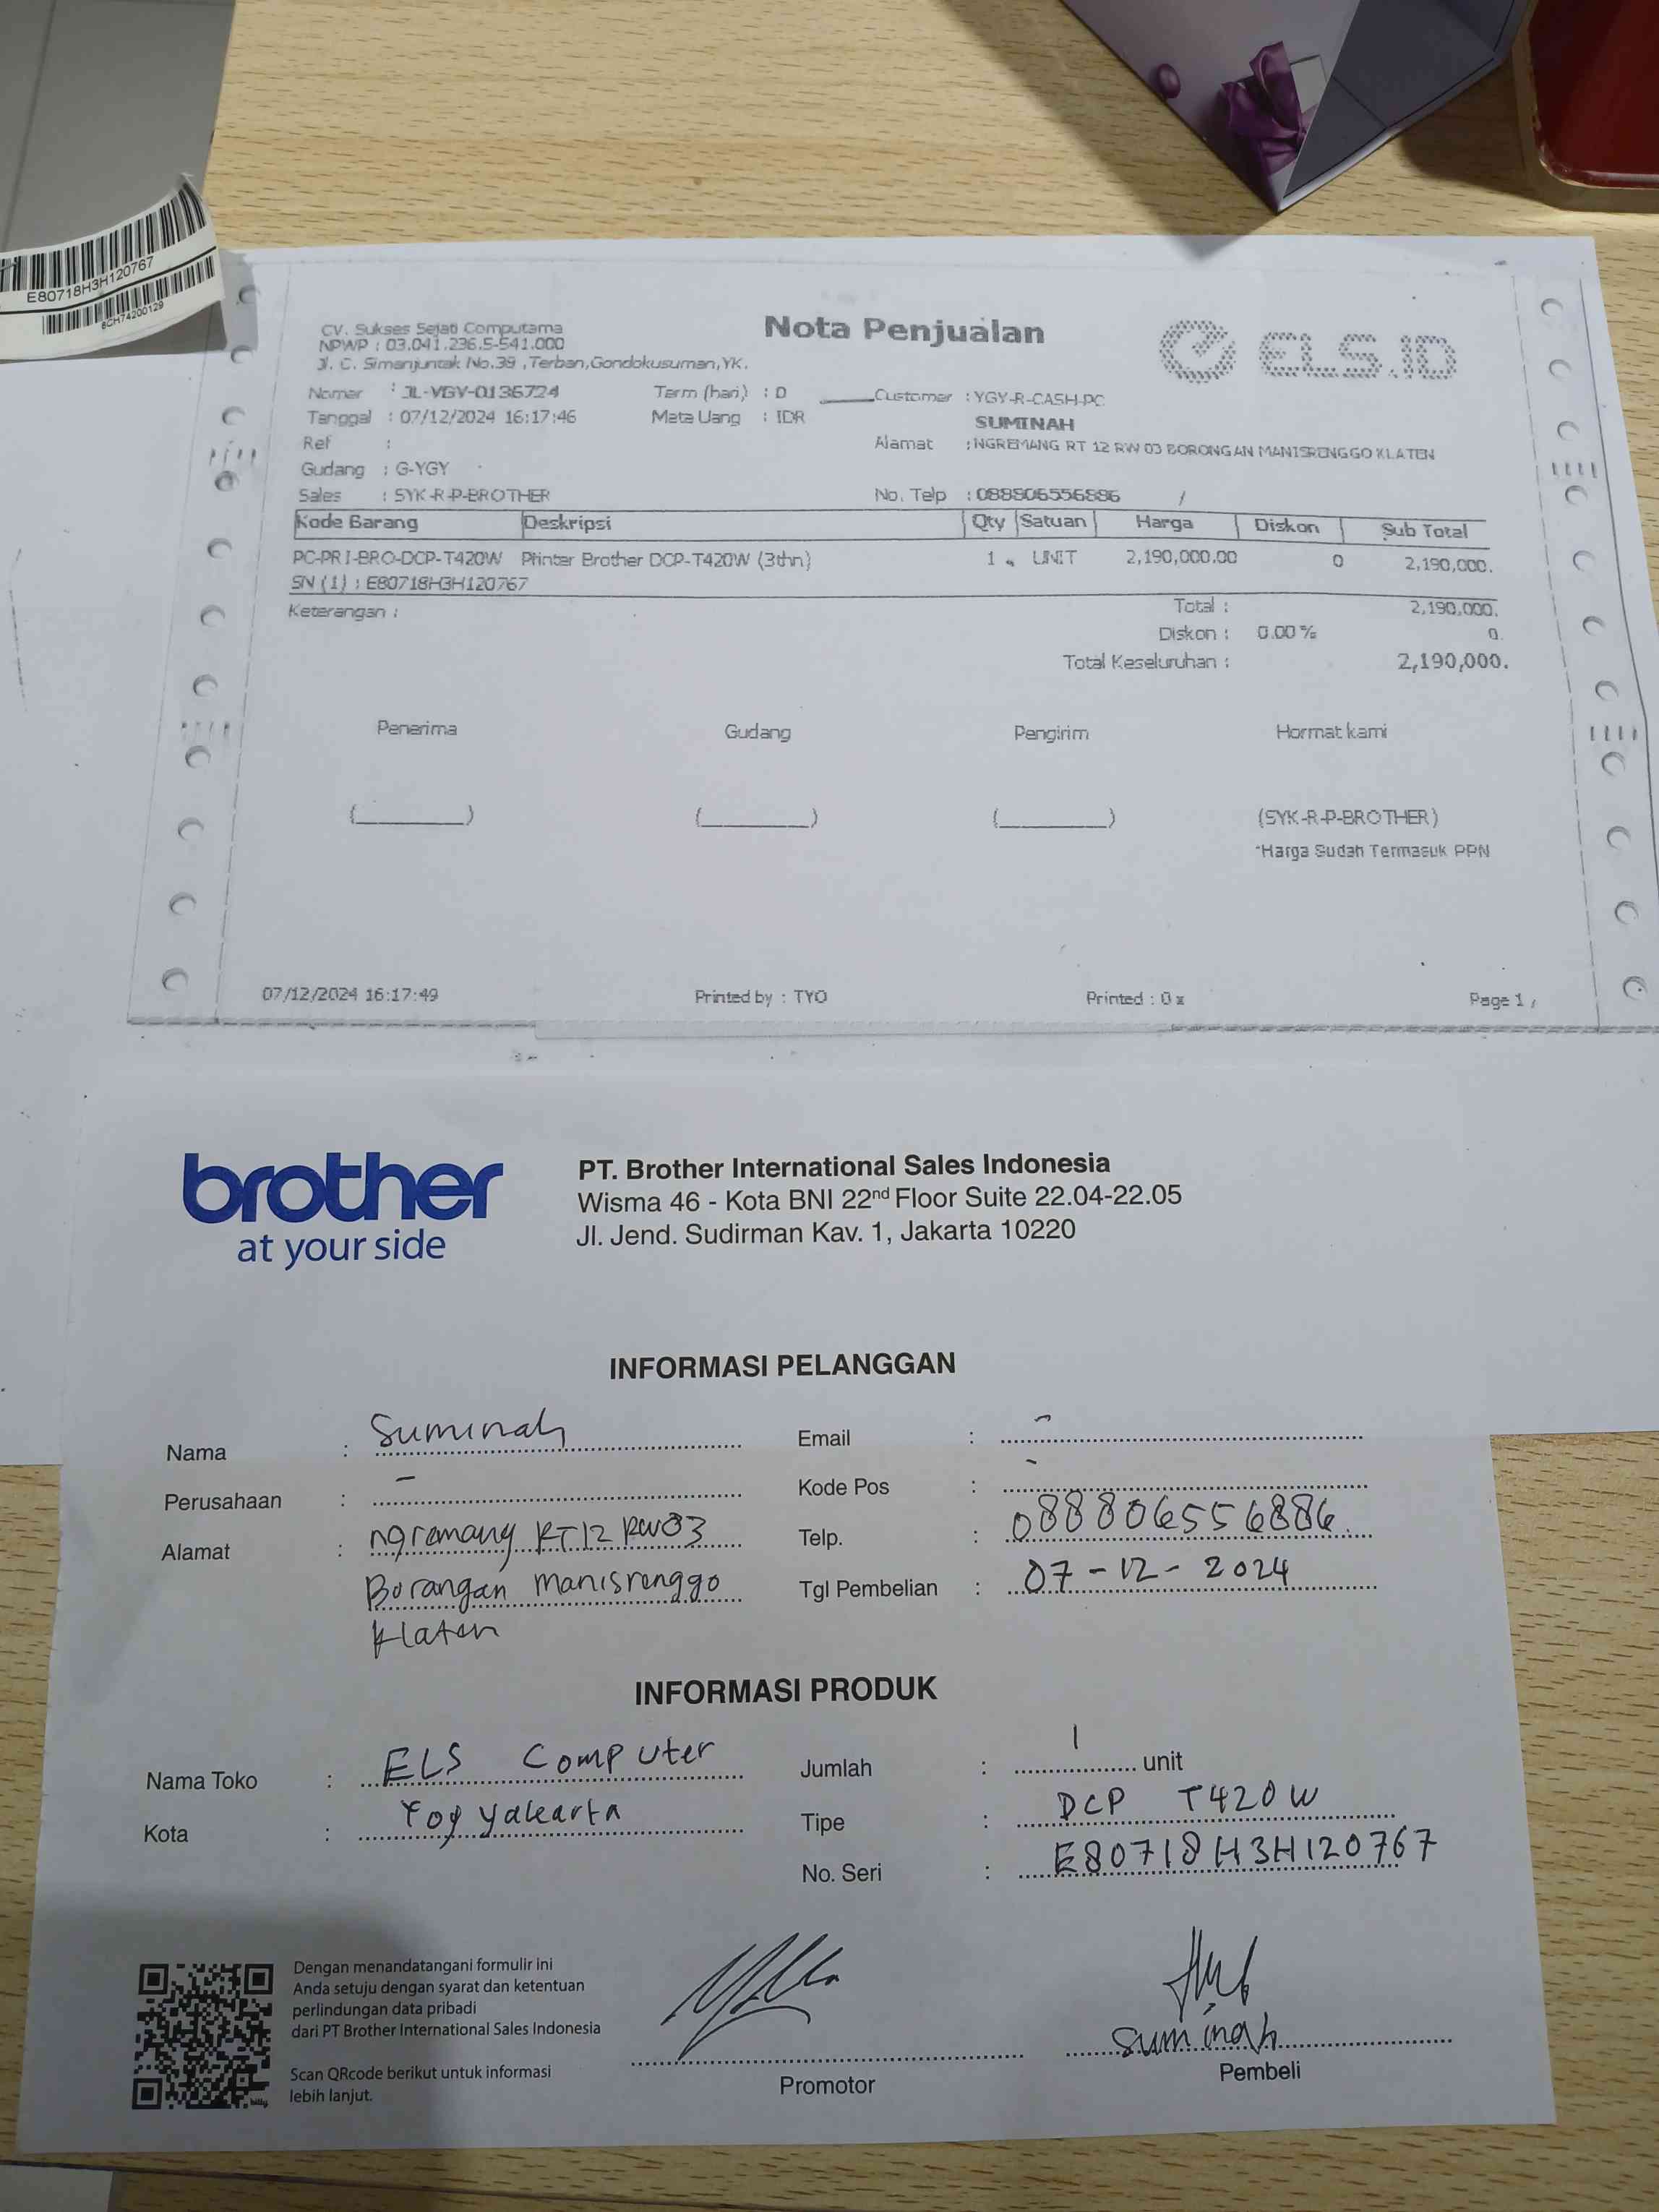 E80718H3H120767
8CH74200129
CV. Sukses Sejati Computama
NPWP : 03.041.236.5-541.000
Jl. C. Simanjuntak No.39 ,Terban,Gondokusuman,YK.
Nota Penjualan
ELS.ID
Nomor : JL-VGV-0136724
Term (hari) : 0
Customer : YGY-R-CASH-PC
Tanggal : 07/12/2024 16:17:46
Mata Uang : IDR
SUMINAH
Ref :
Alamat : NGREMANG RT 12 RW 03 BORONGAN MANISRENGGO KLATEN
Gudang : G-YGY
Sales : SYK-R-P-BROTHER
No. Telp : 088806556886 /
Kode Barang Deskripsi Qty Satuan Harga Diskon Sub Total
PC-PRI-BRO-DCP-T420W Printer Brother DCP-T420W (3thn) 1 UNIT 2,190,000.00 0 2,190,000.
SN (1) : E80718H3H120767
Keterangan :
Total : 2,190,000.
Diskon : 0.00 % 0.
Total Keseluruhan : 2,190,000.
Penerima Gudang Pengirim Hormat kami
(SYK-R-P-BROTHER)
*Harga Sudah Termasuk PPN
07/12/2024 16:17:49 Printed by : TYO Printed : 0 x Page 1 /
brother
at your side
PT. Brother International Sales Indonesia
Wisma 46 - Kota BNI 22nd Floor Suite 22.04-22.05
Jl. Jend. Sudirman Kav. 1, Jakarta 10220
INFORMASI PELANGGAN
Nama : Suminah
Email : -
Perusahaan : -
Kode Pos : -
Alamat : ngremang RT12 RW03
Telp. : 088806556886
Borangan manisrenggo
Tgl Pembelian : 07-12-2024
Klaten
INFORMASI PRODUK
Nama Toko : ELS Computer
Jumlah : 1 unit
Kota : Yogyakarta
Tipe : DCP T420W
No. Seri : E80718H3H120767
Dengan menandatangani formulir ini
Anda setuju dengan syarat dan ketentuan
perlindungan data pribadi
dari PT Brother International Sales Indonesia
Scan QRcode berikut untuk informasi
lebih lanjut.
bitly
Promotor
Suminah
Pembeli